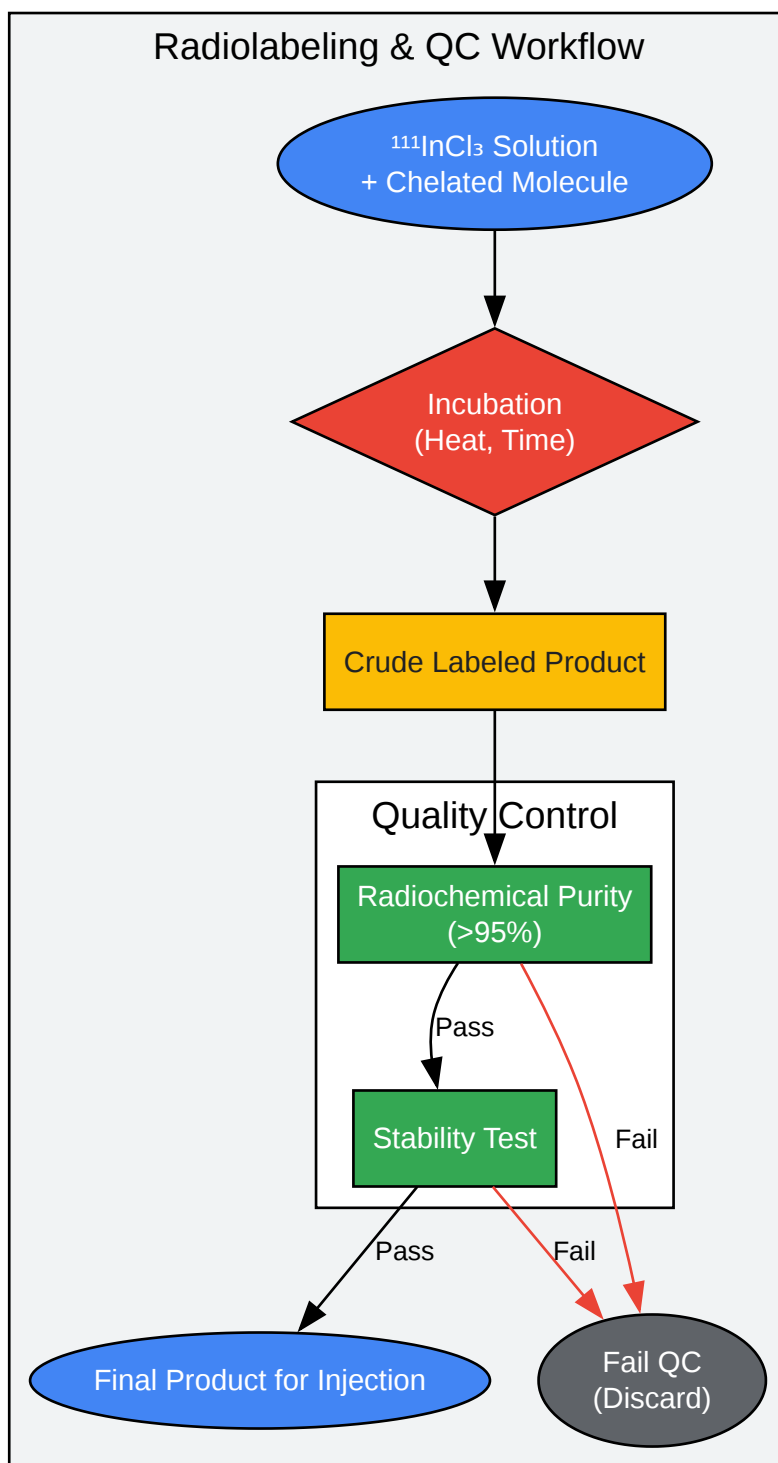 Radiolabeling & QC Workflow
¹¹¹InCl₃ Solution
+ Chelated Molecule
Incubation
(Heat, Time)
Crude Labeled Product
Quality Control
Radiochemical Purity
(>95%)
Pass
Stability Test
Fail
Pass
Fail
Final Product for Injection
Fail QC
(Discard)